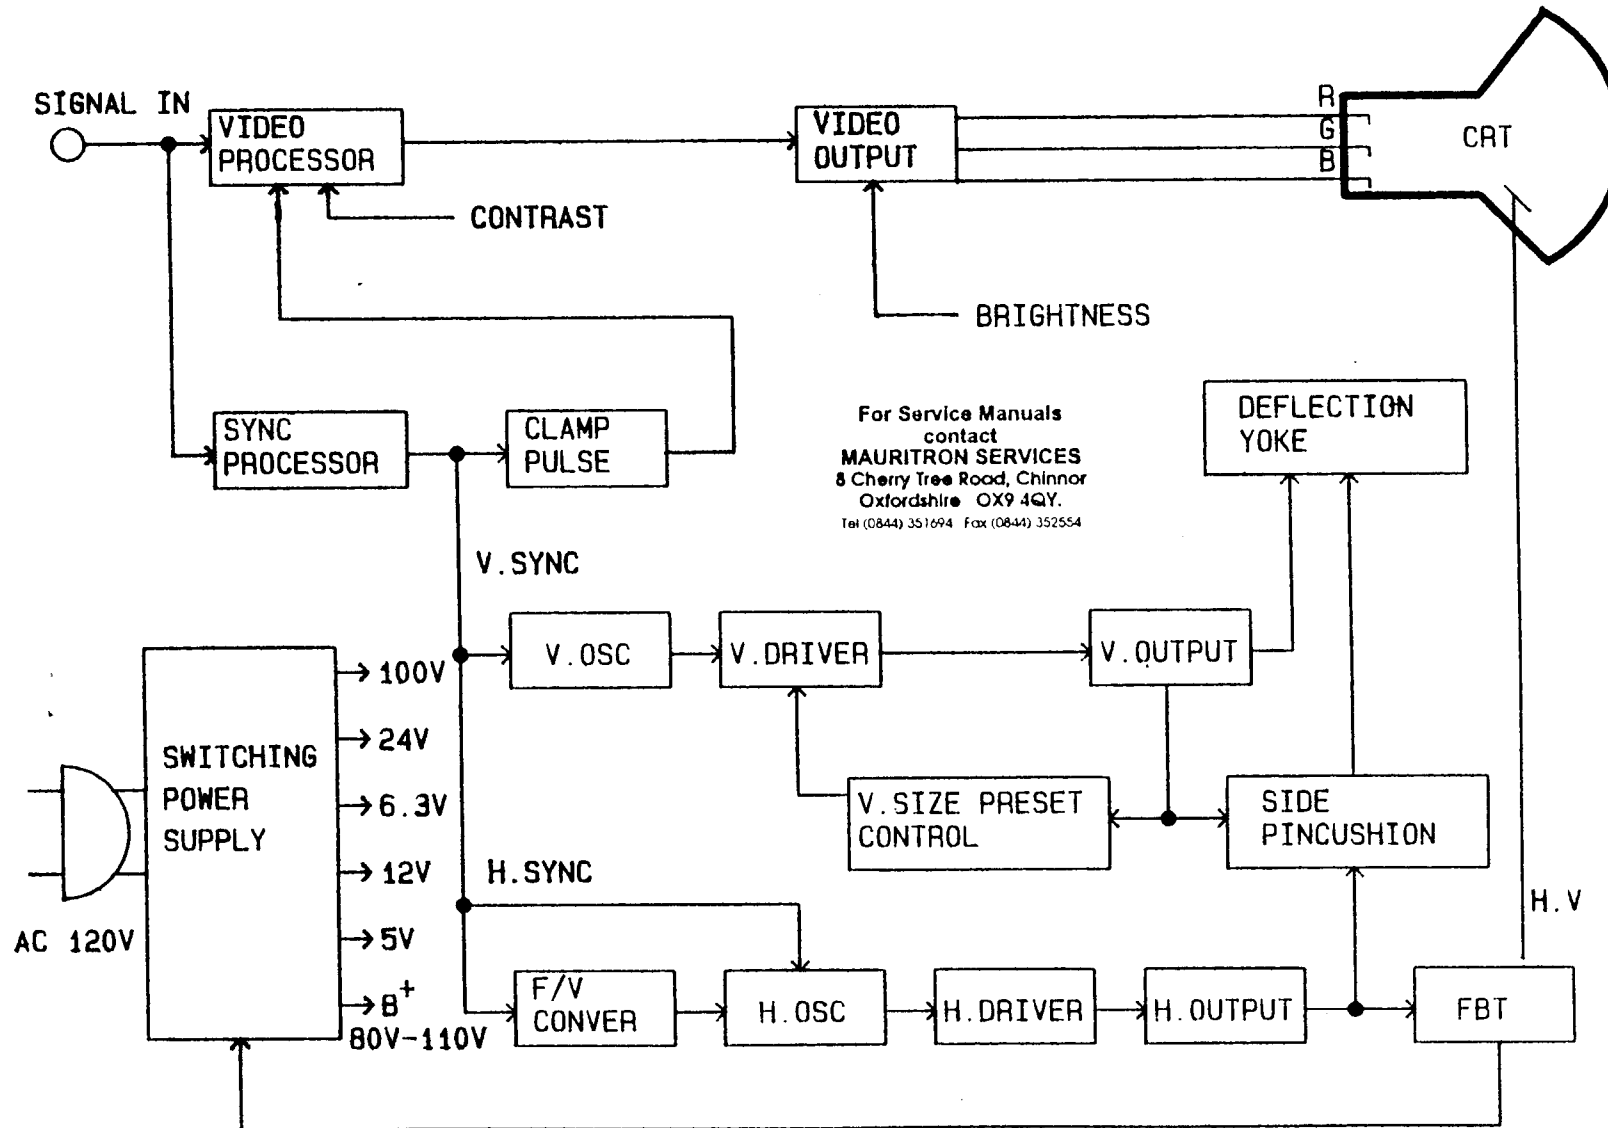 SIGNAL IN
VIDEO
PROCESSOR
VIDEO
OUTPUT
R
G
B
CRT
CONTRAST
BRIGHTNESS
SYNC
PROCESSOR
CLAMP
PULSE
For Service Manuals
contact
MAURITRON SERVICES
8 Cherry Tree Road, Chinnor
Oxfordshire OX9 4QY.
Tel (0844) 351694 Fax (0844) 352554
DEFLECTION
YOKE
V.SYNC
V.OSC
V.DRIVER
V.OUTPUT
SWITCHING
POWER
SUPPLY
100V
24V
6.3V
12V
5V
B+
80V-110V
AC 120V
V.SIZE PRESET
CONTROL
SIDE
PINCUSHION
H.SYNC
H.V
F/V
CONVER
H.OSC
H.DRIVER
H.OUTPUT
FBT